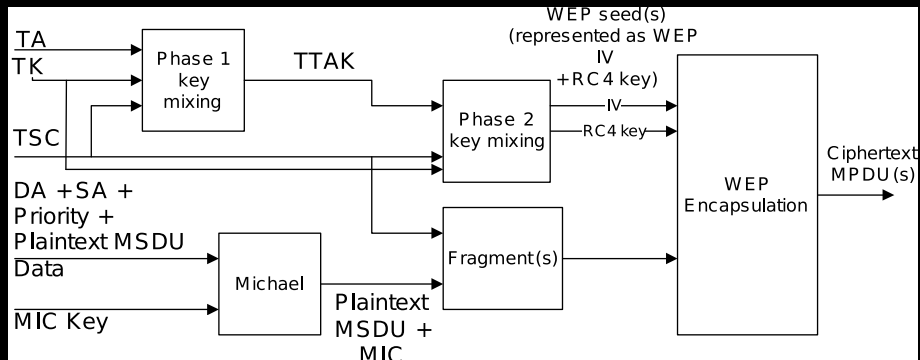 TA
TK
Phase 1
key
mixing
TTAK
WEP seed(s)
(represented as WEP
IV
+RC4 key)
IV
RC4 key
Phase 2
key mixing
TSC
DA +SA +
Priority +
Plaintext MSDU
Data
MIC Key
Michael
Plaintext
MSDU +
MIC
Fragment(s)
WEP
Encapsulation
Ciphertext
MPDU(s)